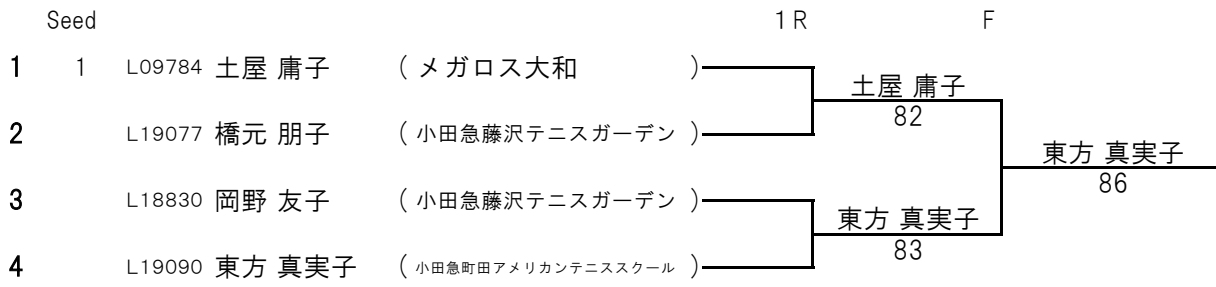 Seed 1R F
1 1 L09784 土屋 庸子 ( メガロス大和 )
土屋 庸子
82
2 L19077 橋元 朋子 ( 小田急藤沢テニスガーデン )
東方 真実子
86
3 L18830 岡野 友子 ( 小田急藤沢テニスガーデン )
東方 真実子
83
4 L19090 東方 真実子 ( 小田急町田アメリカンテニススクール )